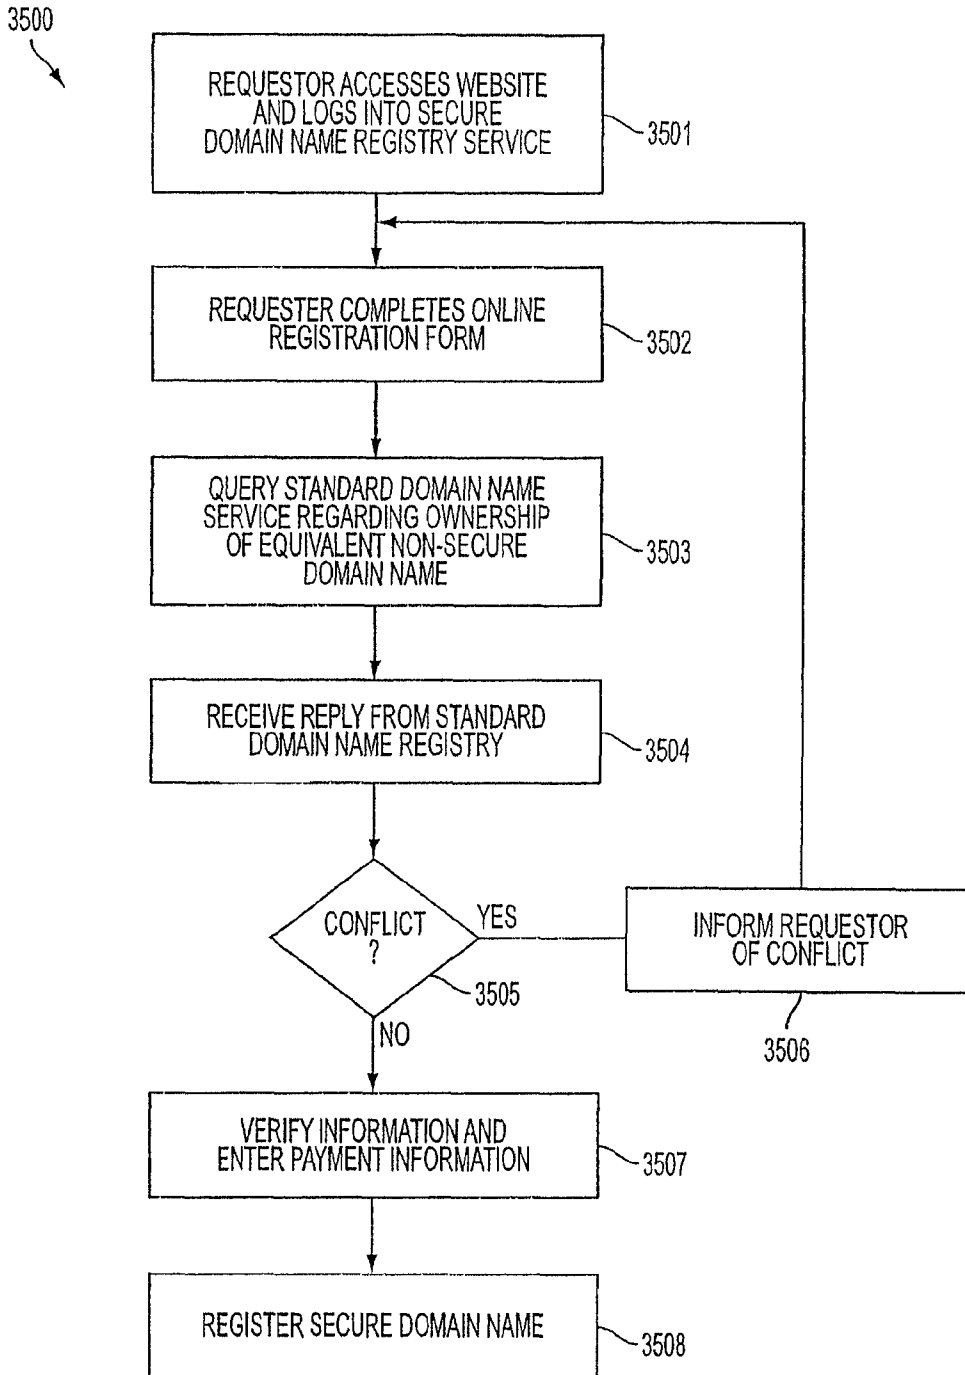 3500
REQUESTOR ACCESSES WEBSITE
AND LOGS INTO SECURE
DOMAIN NAME REGISTRY SERVICE
3501
REQUESTER COMPLETES ONLINE
REGISTRATION FORM
3502
QUERY STANDARD DOMAIN NAME
SERVICE REGARDING OWNERSHIP
OF EQUIVALENT NON-SECURE
DOMAIN NAME
3503
RECEIVE REPLY FROM STANDARD
DOMAIN NAME REGISTRY
3504
CONFLICT
?
YES
3505
NO
INFORM REQUESTOR
OF CONFLICT
3506
VERIFY INFORMATION AND
ENTER PAYMENT INFORMATION
3507
REGISTER SECURE DOMAIN NAME
3508